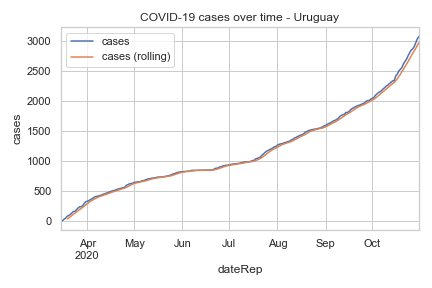 COVID-19 cases over time - Uruguay
cases
cases (rolling)
3000
2500
2000
1500
1000
500
0
cases
Apr
2020
May
Jun
Jul
Aug
Sep
Oct
dateRep